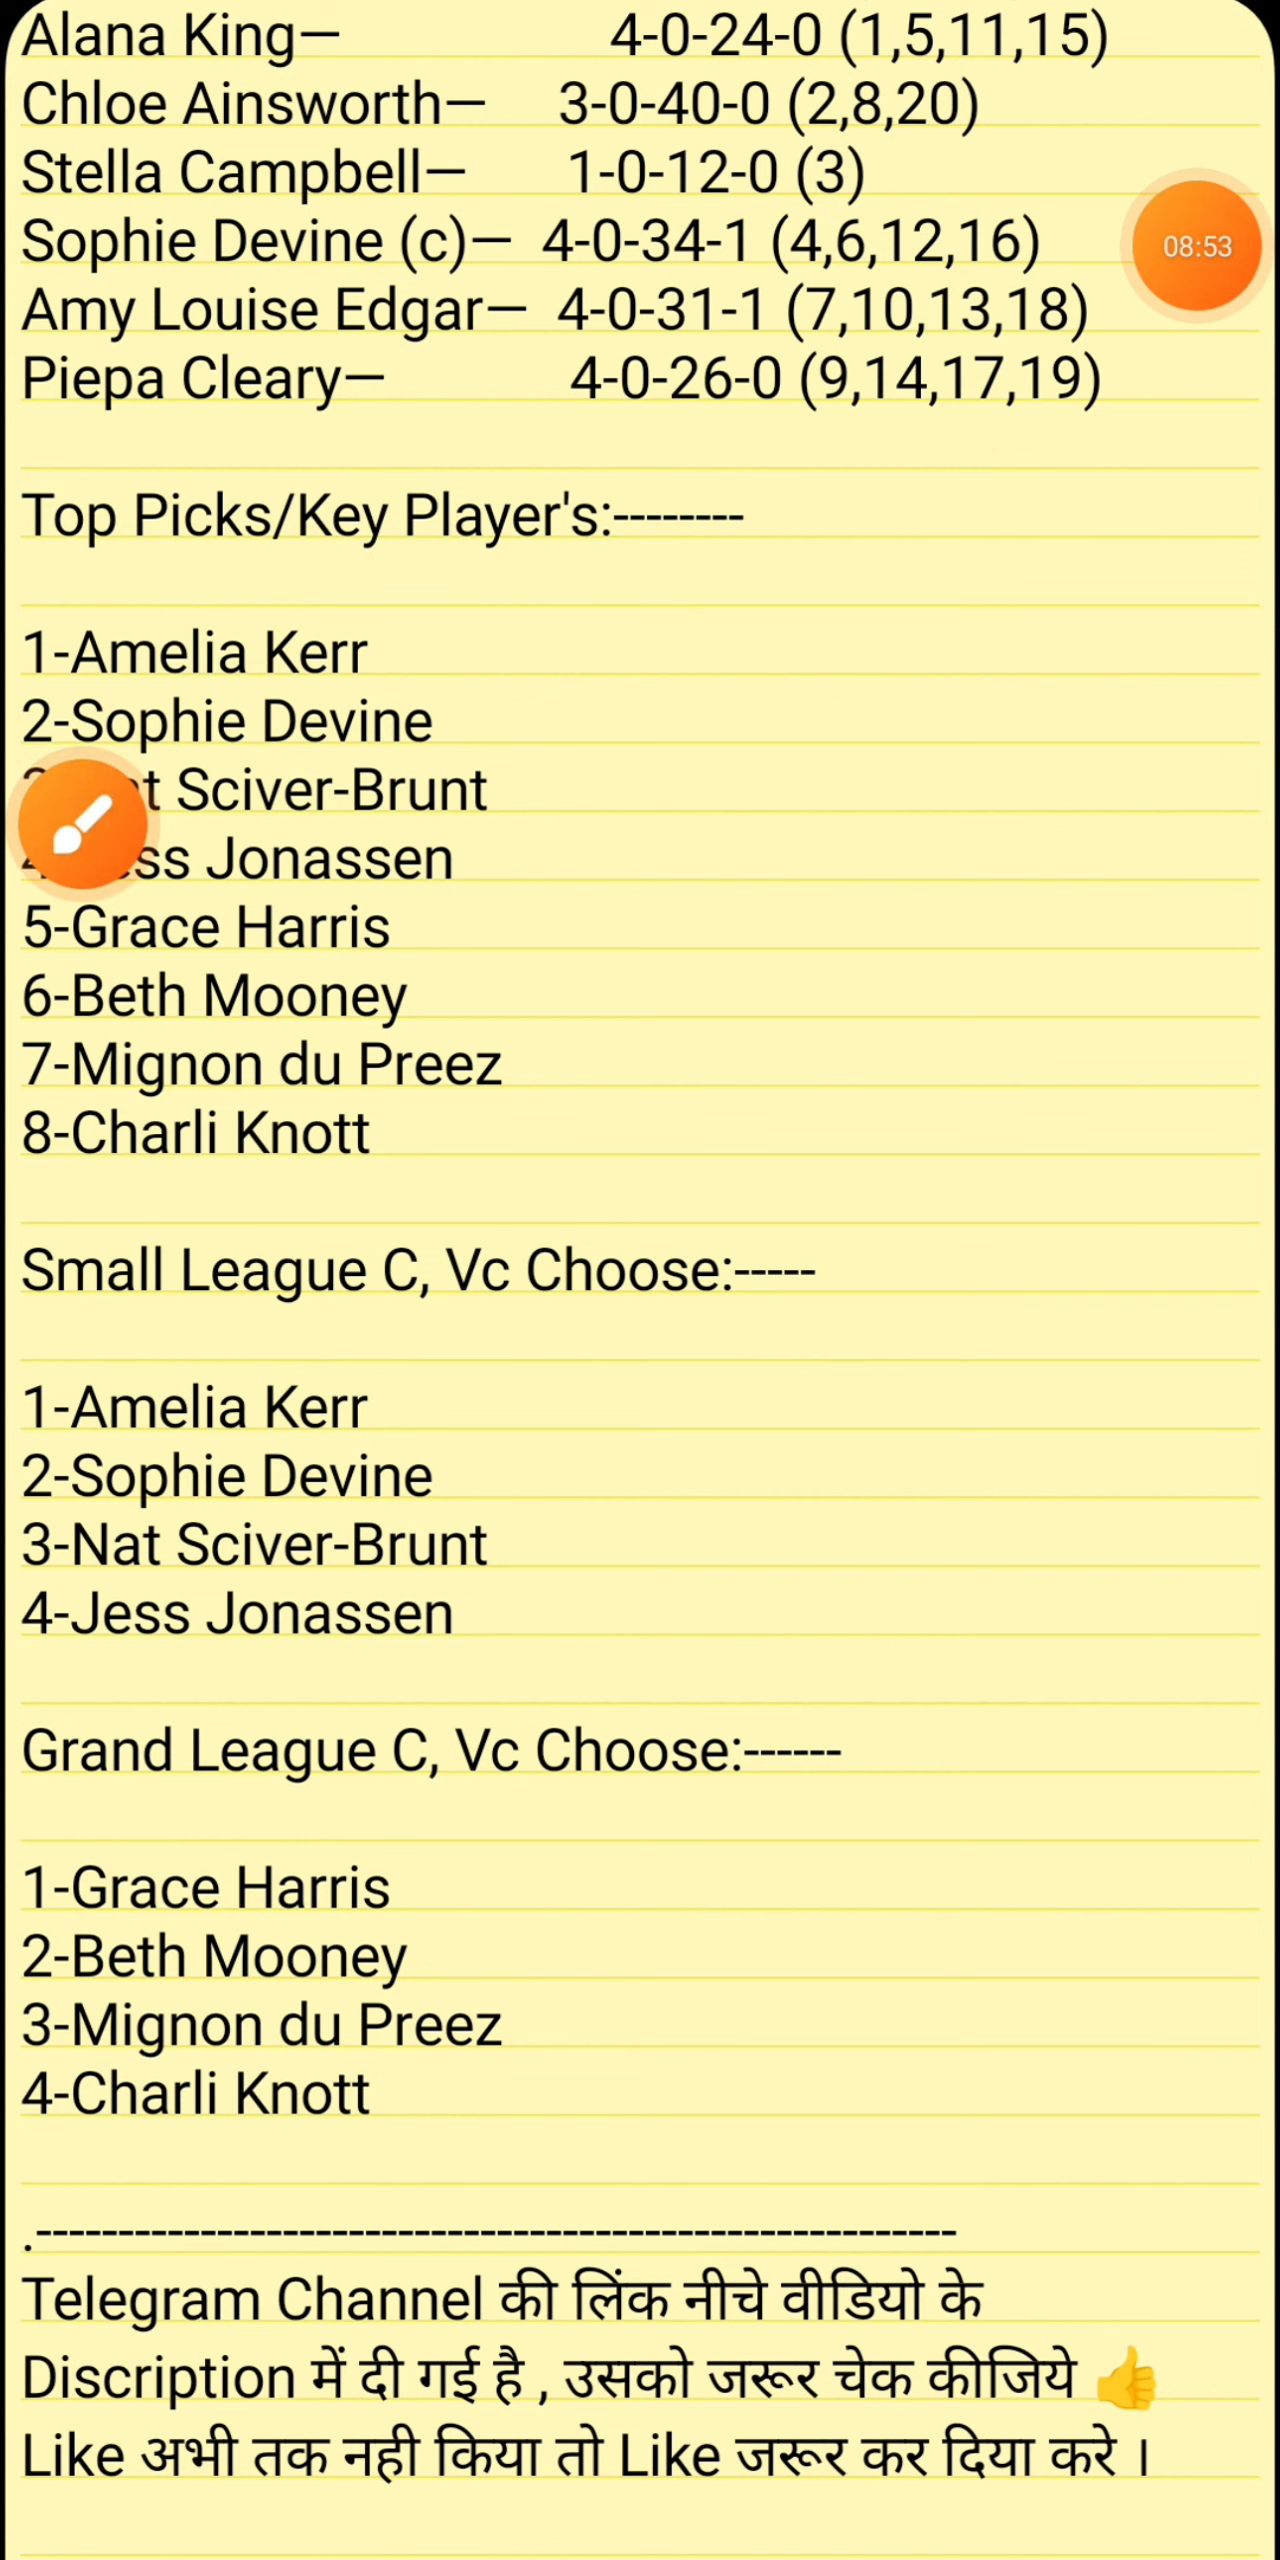 Alana King— 4-0-24-0 (1,5,11,15)
Chloe Ainsworth— 3-0-40-0 (2,8,20)
Stella Campbell— 1-0-12-0 (3)
Sophie Devine (c)— 4-0-34-1 (4,6,12,16)
08:53
Amy Louise Edgar— 4-0-31-1 (7,10,13,18)
Piepa Cleary— 4-0-26-0 (9,14,17,19)
Top Picks/Key Player's:--------
1-Amelia Kerr
2-Sophie Devine
Sciver-Brunt
Jonassen
5-Grace Harris
6-Beth Mooney
7-Mignon du Preez
8-Charli Knott
Small League C, Vc Choose:-----
1-Amelia Kerr
2-Sophie Devine
3-Nat Sciver-Brunt
4-Jess Jonassen
Grand League C, Vc Choose:------
1-Grace Harris
2-Beth Mooney
3-Mignon du Preez
4-Charli Knott
.---------------------------------------------------------
Telegram Channel की लिंक नीचे वीडियो के
Discription में दी गई है , उसको जरूर चेक कीजिये 👍
Like अभी तक नही किया तो Like जरूर कर दिया करे ।